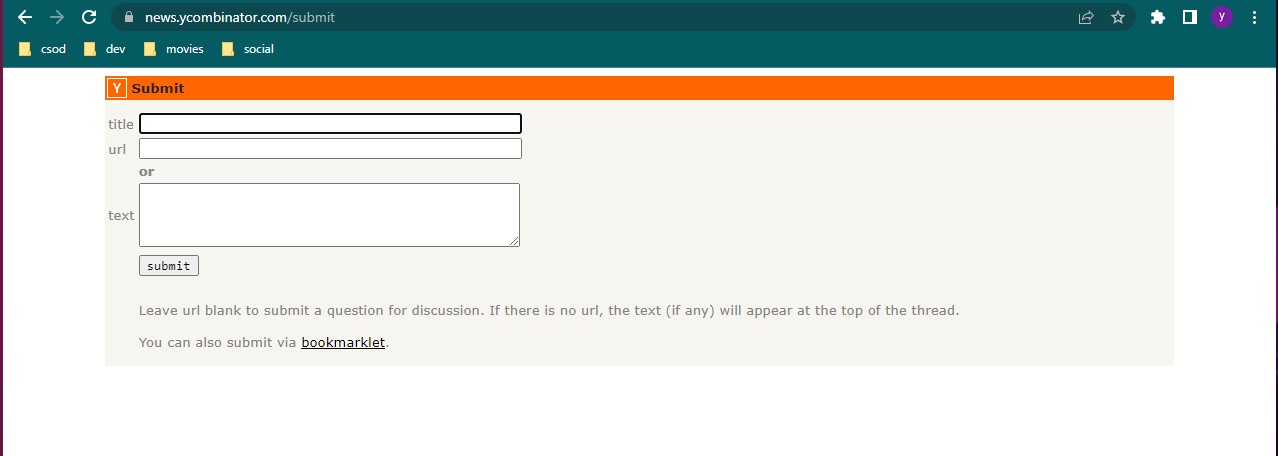 news.ycombinator.com/submit
y
csod dev movies social
Y Submit
title
url
or
text
submit
Leave url blank to submit a question for discussion. If there is no url, the text (if any) will appear at the top of the thread.
You can also submit via bookmarklet.